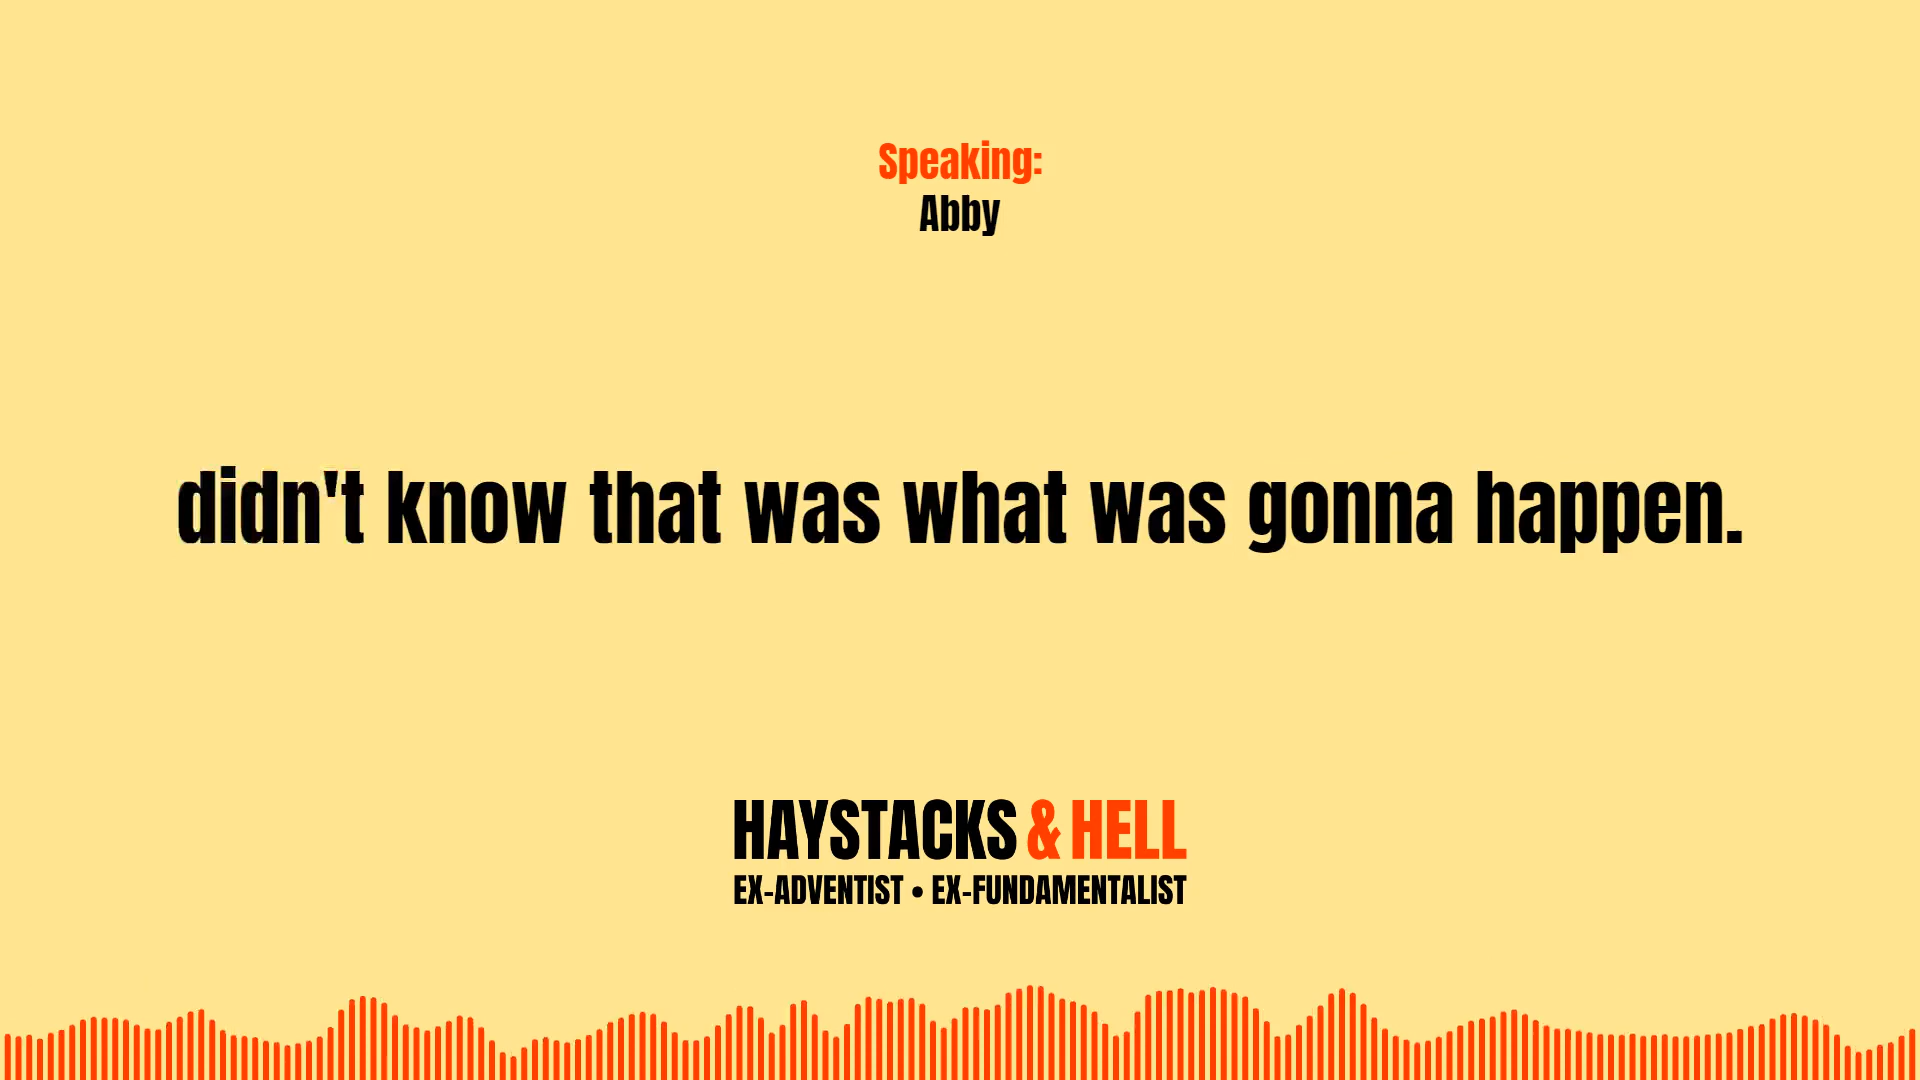 Speaking:
Abby
didn't know that was what was gonna happen.
HAYSTACKS & HELL
EX-ADVENTIST • EX-FUNDAMENTALIST